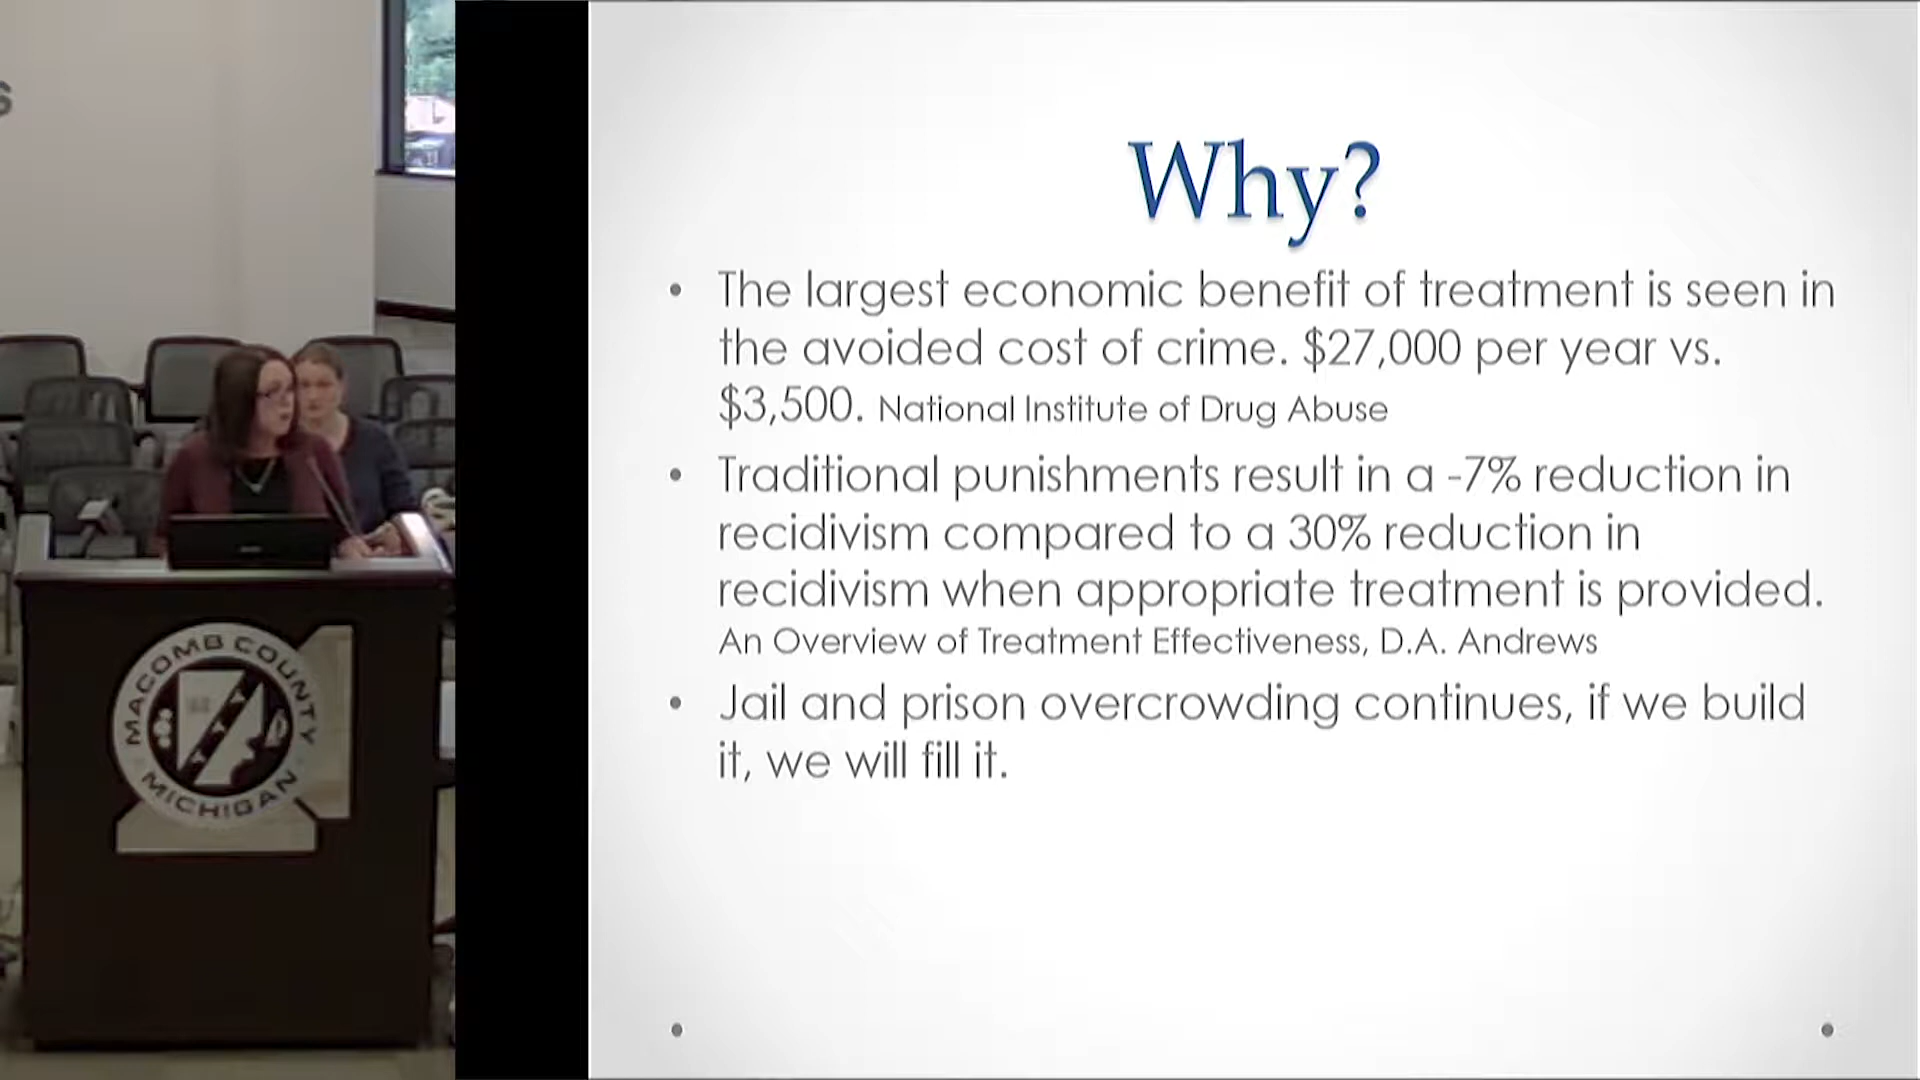 S
Why?
• The largest economic benefit of treatment is seen in
the avoided cost of crime. $27,000 per year vs.
$3,500. National Institute of Drug Abuse
• Traditional punishments result in a -7% reduction in
recidivism compared to a 30% reduction in
recidivism when appropriate treatment is provided.
An Overview of Treatment Effectiveness, D.A. Andrews
• Jail and prison overcrowding continues, if we build
it, we will fill it.
MACOMB COUNTY
MICHIGAN